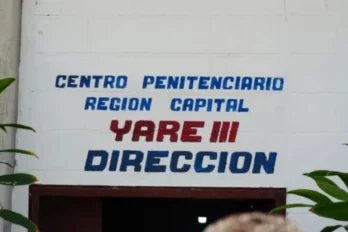 CENTRO PENITENCIARIO
REGION CAPITAL
YARE III
DIRECCION